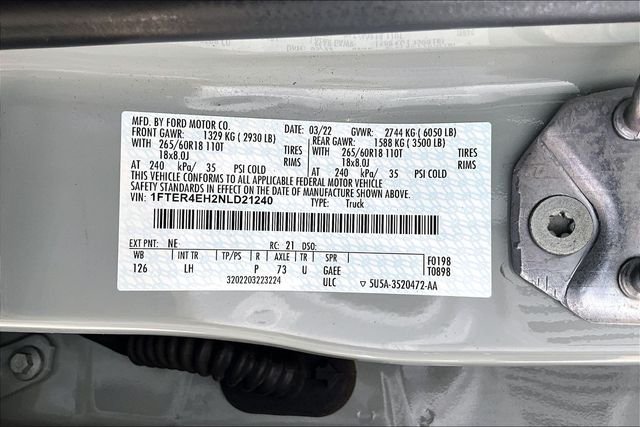 MFD. BY FORD MOTOR CO. DATE: 03/22 GVWR: 2744 KG ( 6050 LB)
FRONT GAWR: 1329 KG ( 2930 LB) REAR GAWR: 1588 KG ( 3500 LB)
WITH 265/60R18 110T TIRES WITH 265/60R18 110T TIRES
18x8.0J RIMS 18x8.0J RIMS
AT 240 kPa/ 35 PSI COLD AT 240 kPa/ 35 PSI COLD
THIS VEHICLE CONFORMS TO ALL APPLICABLE FEDERAL MOTOR VEHICLE
SAFETY AND THEFT PREVENTION STANDARDS IN EFFECT ON THE DATE OF MANUFACTURE SHOWN ABOVE.
VIN: 1FTER4EH2NLD21240 TYPE: Truck
EXT PNT: NE RC: 21 DSO: F0198
WB INT TR TP/PS R AXLE TR SPR T0898
126 LH P 73 U GAEE
3202203223224 ULC ▽ 5U5A-3520472-AA